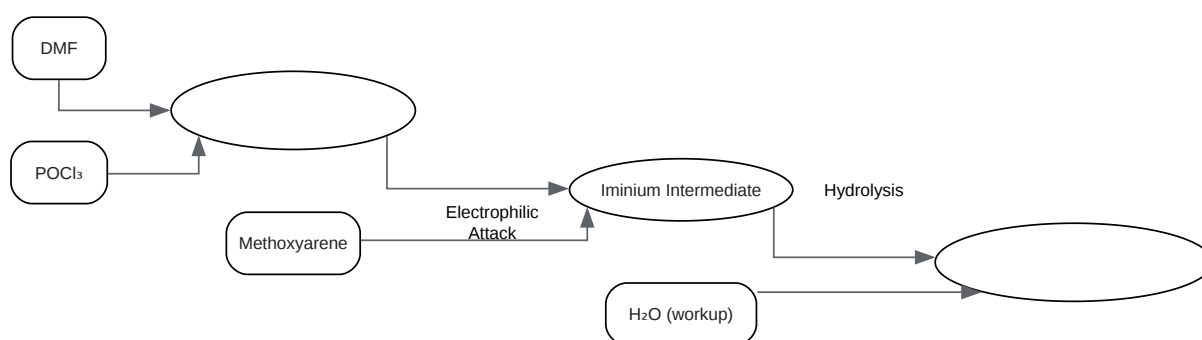 DMF
POCl₃
Iminium Intermediate
Hydrolysis
Electrophilic
Attack
Methoxyarene
H₂O (workup)